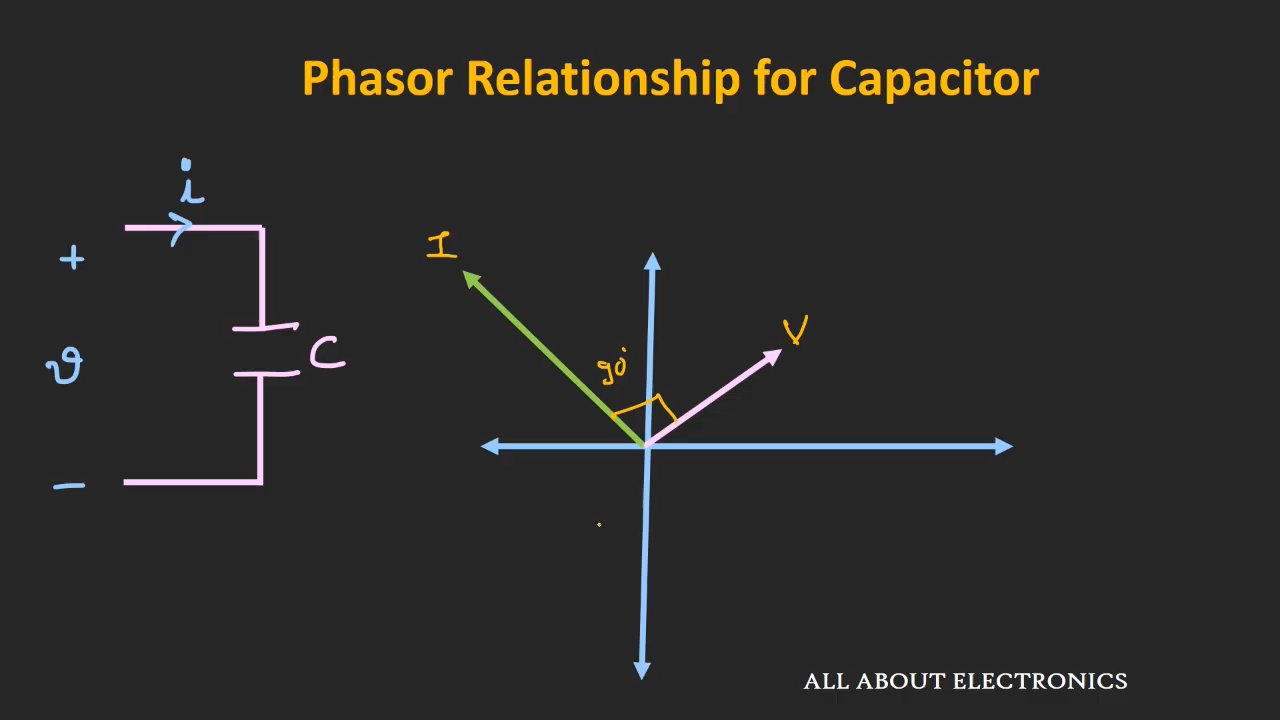 Phasor Relationship for Capacitor
i
+
I
V
90°
C
ϑ
−
ALL ABOUT ELECTRONICS